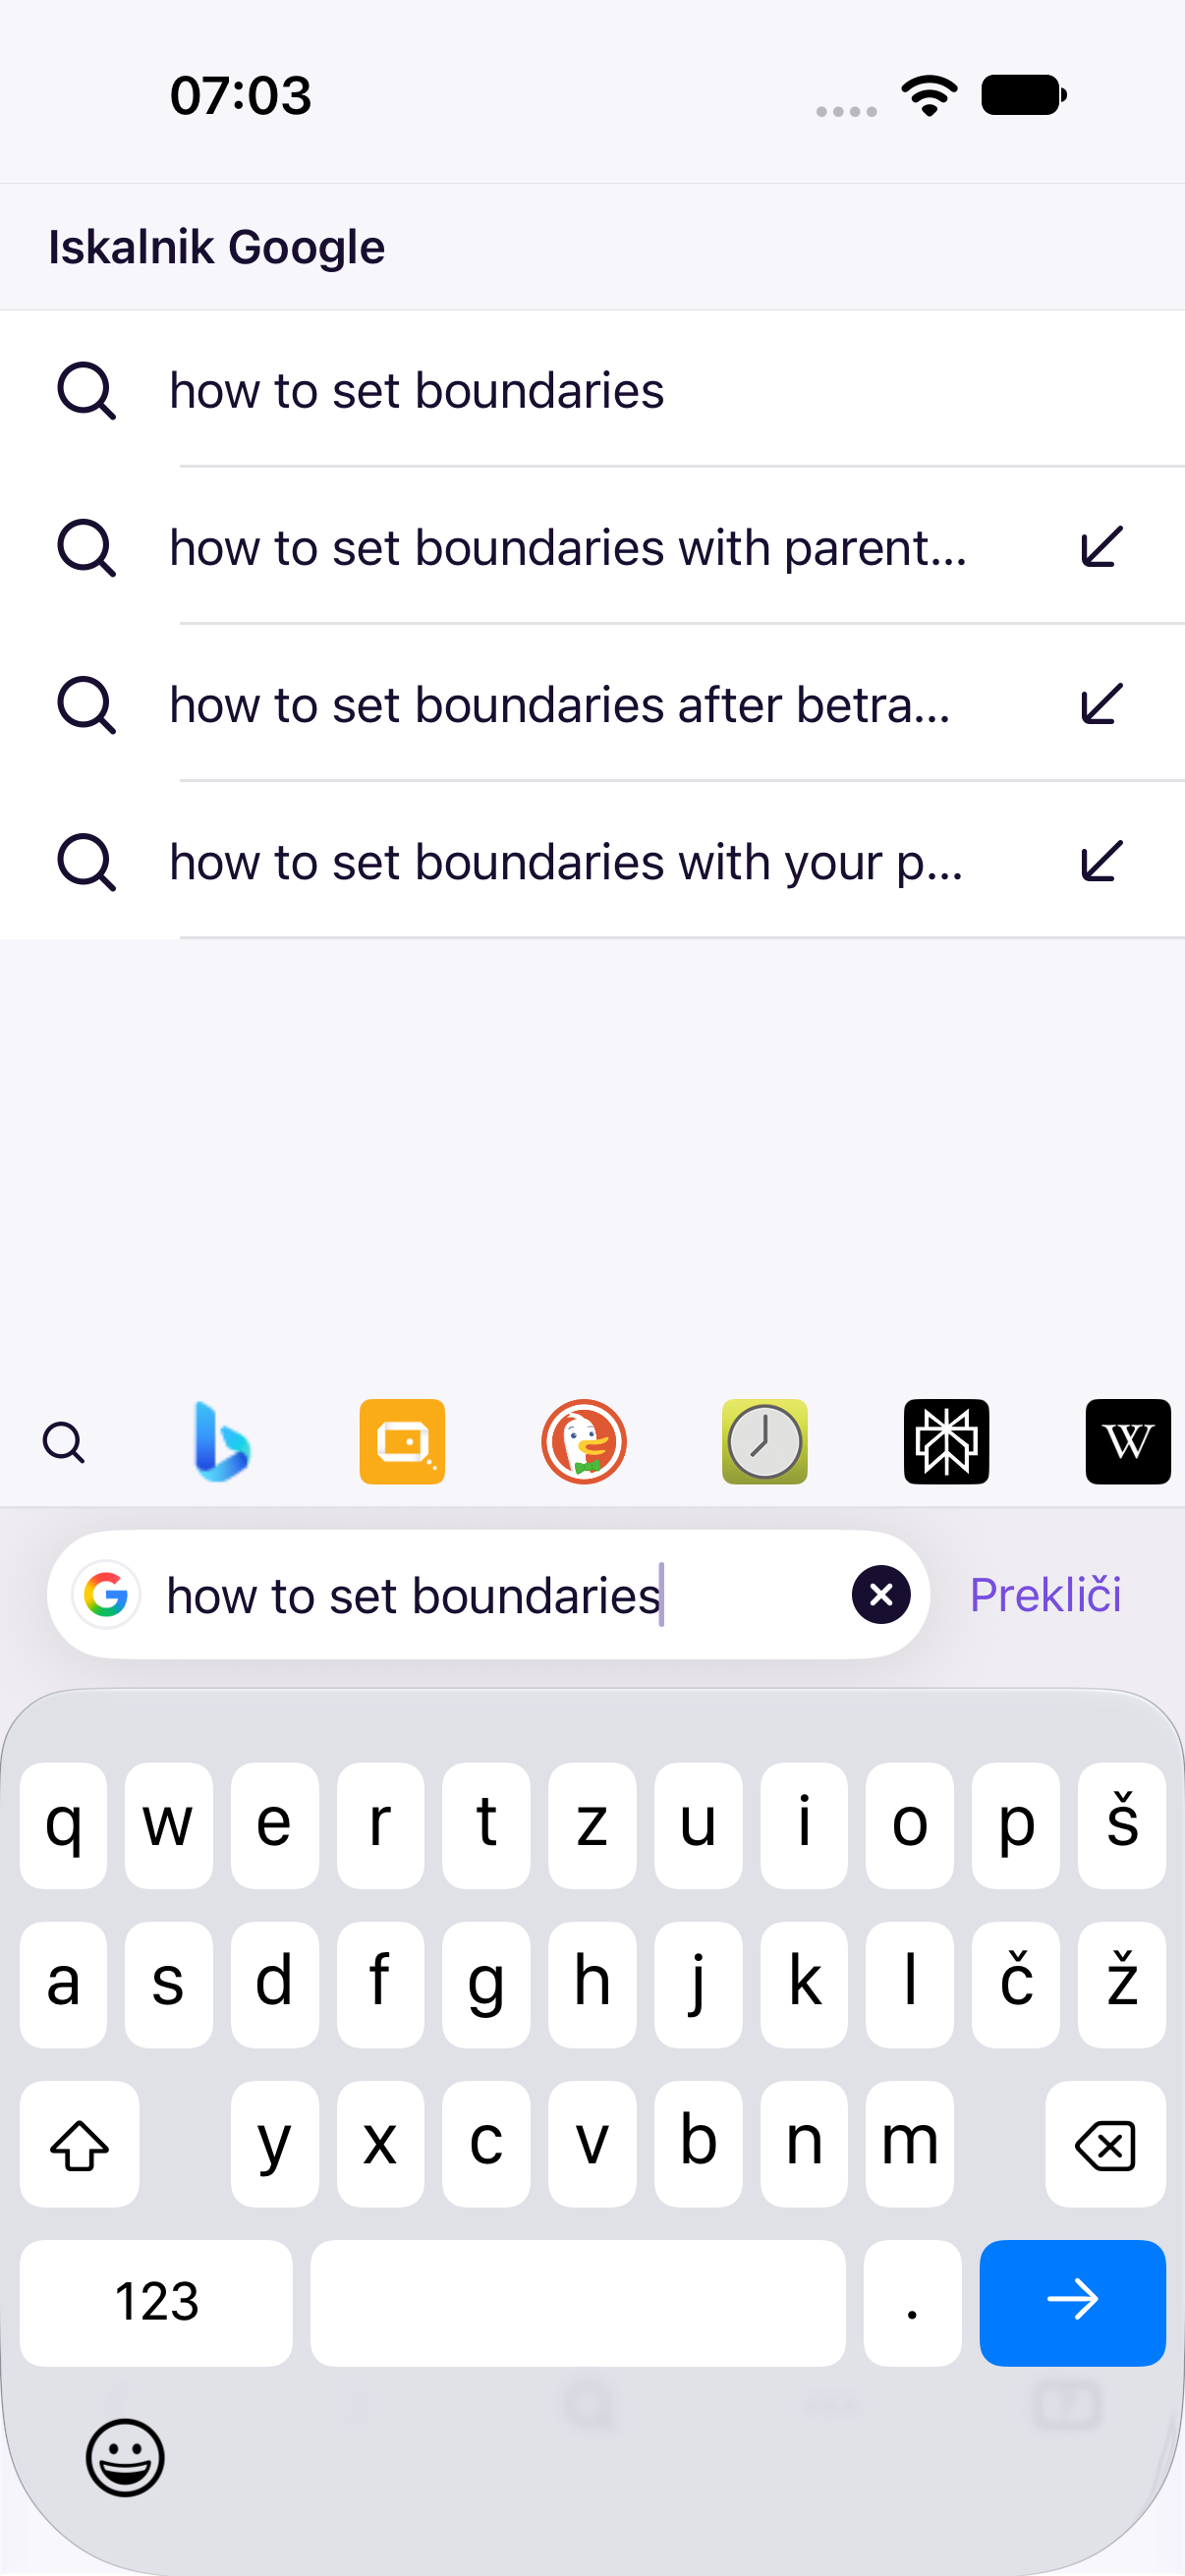 07:03
Iskalnik Google
how to set boundaries
how to set boundaries with parent...
how to set boundaries after betra...
how to set boundaries with your p...
W
how to set boundaries
Prekliči
q w e r t z u i o p š
a s d f g h j k l č ž
y x c v b n m
123 .